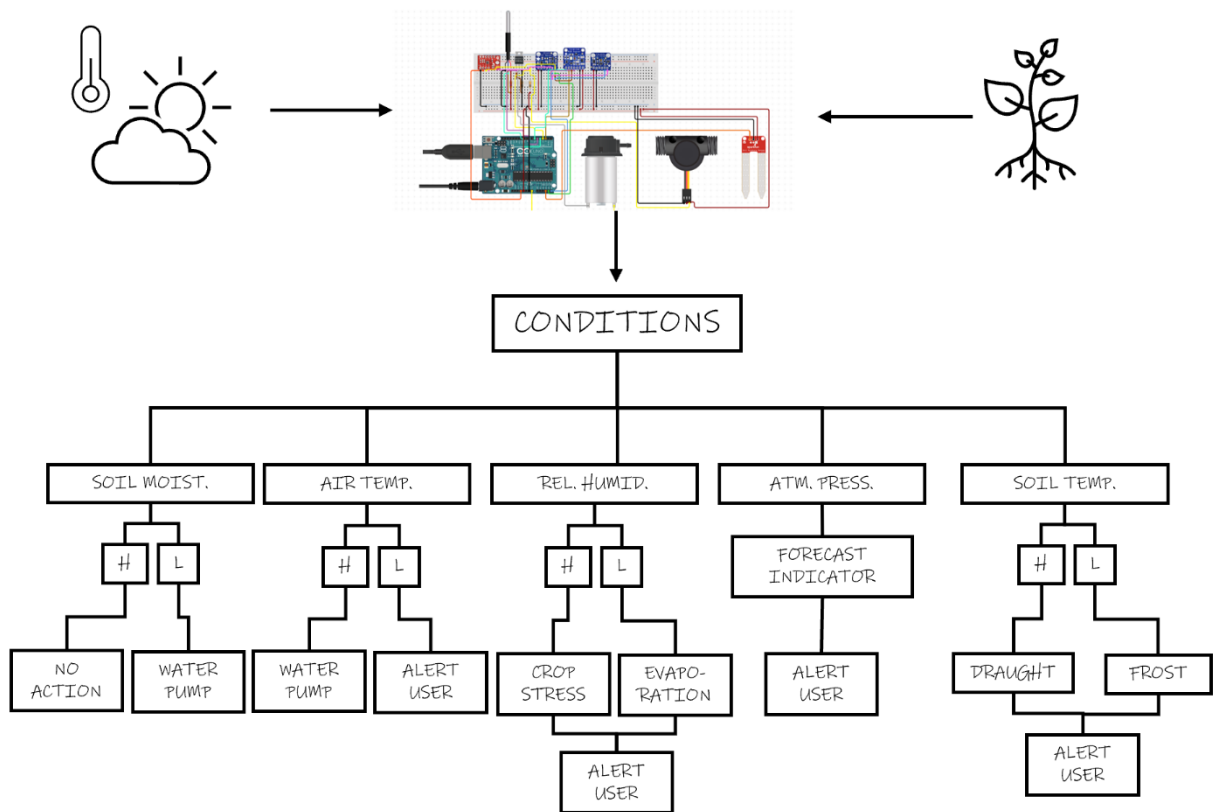 CONDITIONS
SOIL MOIST.
AIR TEMP.
REL. HUMID.
ATM. PRESS.
SOIL TEMP.
H
L
H
L
H
L
FORECAST
INDICATOR
H
L
NO
ACTION
WATER
PUMP
WATER
PUMP
ALERT
USER
CROP
STRESS
EVAPO-
RATION
ALERT
USER
DRAUGHT
FROST
ALERT
USER
ALERT
USER